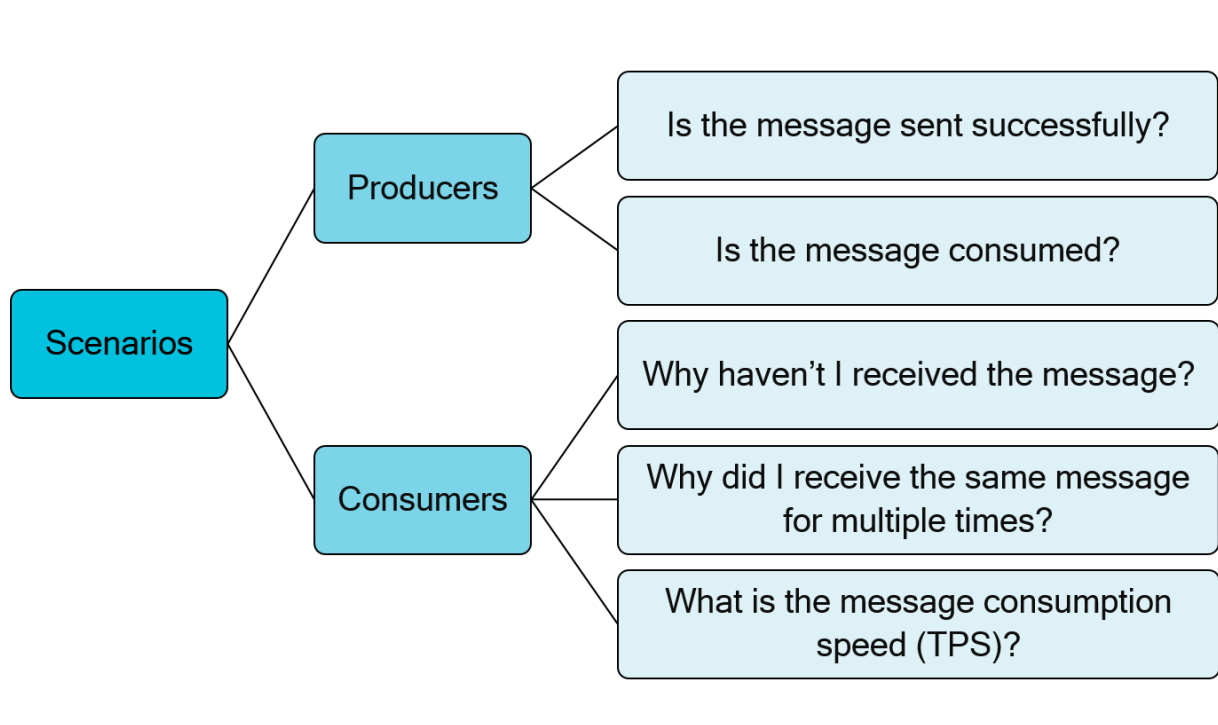 Scenarios
Producers
Is the message sent successfully?
Is the message consumed?
Consumers
Why haven’t I received the message?
Why did I receive the same message
for multiple times?
What is the message consumption
speed (TPS)?